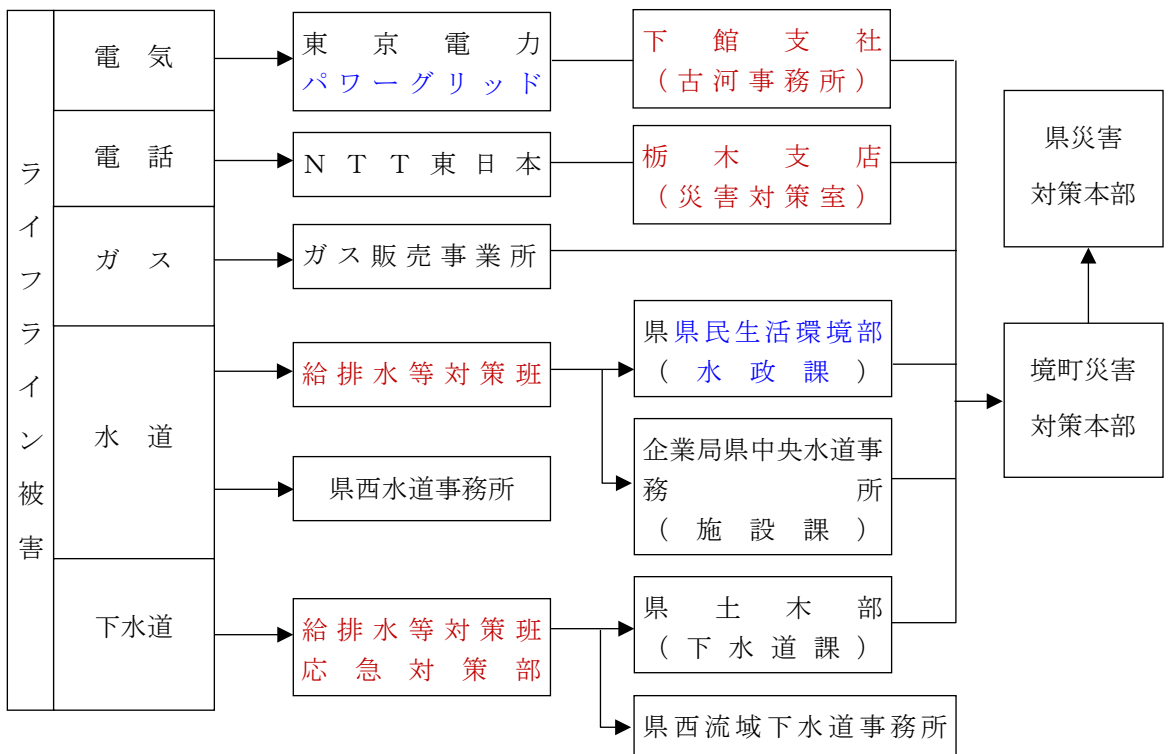 ライフライン被害
電気
東京電力
パワーグリッド
下館支社
(古河事務所)
電話
NTT東日本
栃木支店
(災害対策室)
ガス
ガス販売事業所
水道
給排水等対策班
県県民生活環境部
(水政課)
企業局県中央水道事
務所
(施設課)
県西水道事務所
下水道
給排水等対策班
応急対策部
県土木部
(下水道課)
県西流域下水道事務所
県災害
対策本部
境町災害
対策本部